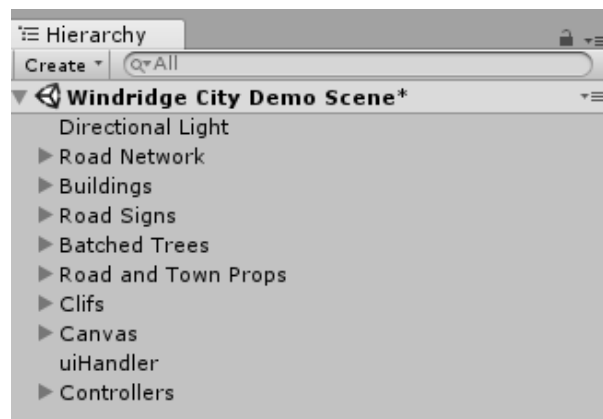 Hierarchy
Create All
Windridge City Demo Scene*
Directional Light
Road Network
Buildings
Road Signs
Batched Trees
Road and Town Props
Clifs
Canvas
uiHandler
Controllers